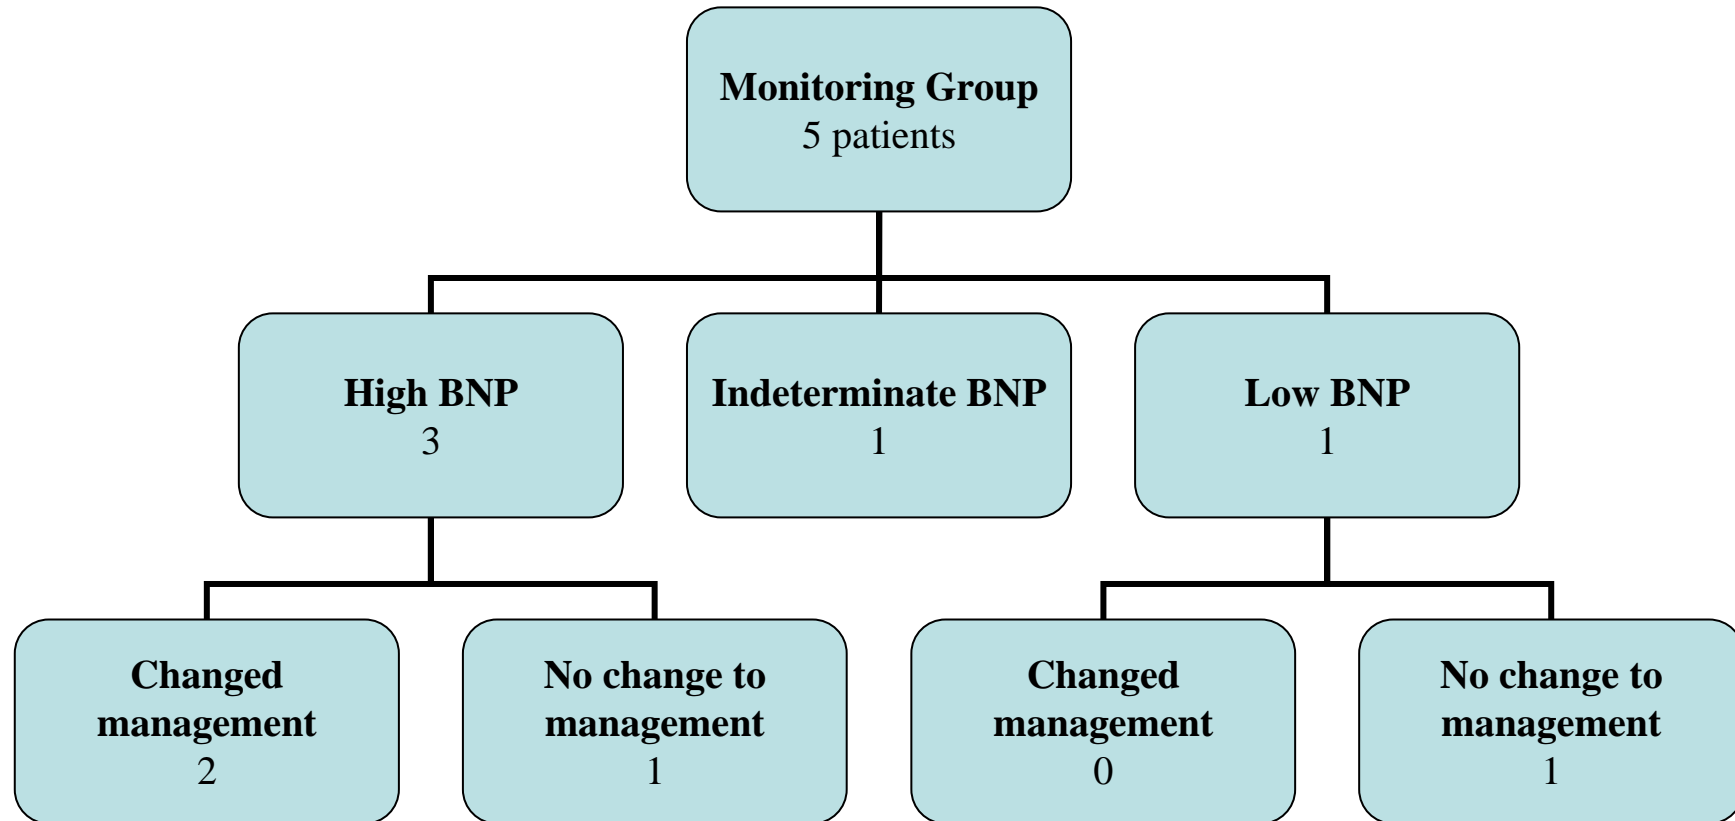 Monitoring Group
5 patients
High BNP
3
Indeterminate BNP
1
Low BNP
1
Changed
management
2
No change to
management
1
Changed
management
0
No change to
management
1